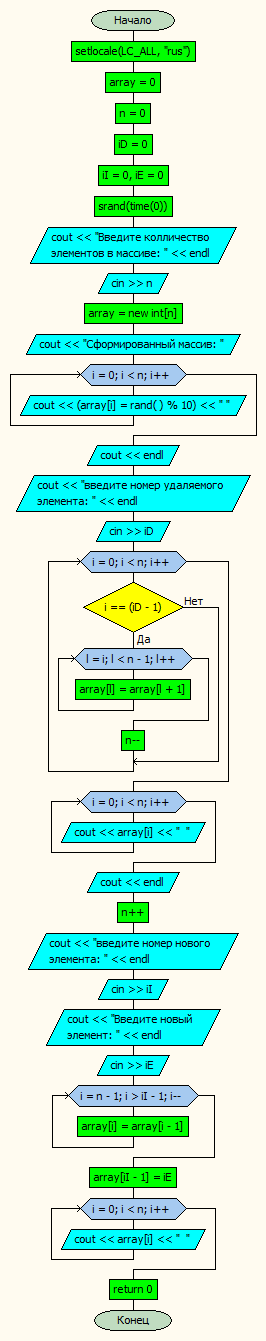 Начало
setlocale(LC_ALL, "rus")
array = 0
n = 0
iD = 0
iI = 0, iE = 0
srand(time(0))
cout << "Введите колличество
элементов в массиве: " << endl
cin >> n
array = new int[n]
cout << "Сформированный массив: "
i = 0; i < n; i++
cout << (array[i] = rand( ) % 10) << " "
cout << endl
cout << "введите номер удаляемого
элемента: " << endl
cin >> iD
i = 0; i < n; i++
i == (iD - 1)
Нет
Да
l = i; l < n - 1; l++
array[l] = array[l + 1]
n--
i = 0; i < n; i++
cout << array[i] << "  "
cout << endl
n++
cout << "введите номер нового
элемента: " << endl
cin >> iI
cout << "Введите новый
элемент: " << endl
cin >> iE
i = n - 1; i > iI - 1; i--
array[i] = array[i - 1]
array[iI - 1] = iE
i = 0; i < n; i++
cout << array[i] << "  "
return 0
Конец